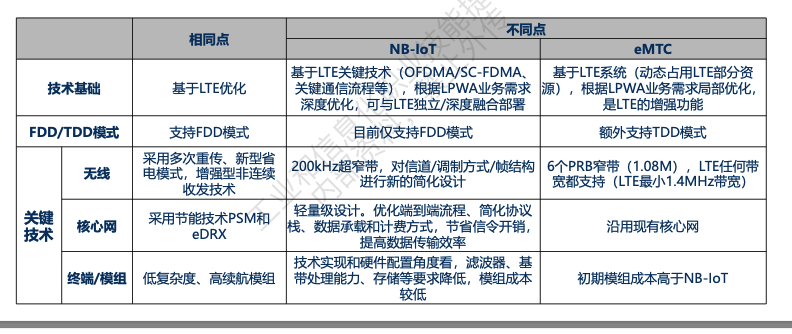 相同点
不同点
NB-IoT
eMTC
技术基础
基于LTE优化
基于LTE关键技术（OFDMA/SC-FDMA、
关键通信流程等），根据LPWA业务需求
深度优化，可与LTE独立/深度融合部署
基于LTE系统（动态占用LTE部分资
源），根据LPWA业务需求局部优化，
是LTE的增强功能
FDD/TDD模式
支持FDD模式
目前仅支持FDD模式
额外支持TDD模式
关键
技术
无线
采用多次重传、新型省
电模式，增强型非连续
收发技术
200kHz超窄带，对信道/调制方式/帧结构
进行新的简化设计
6个PRB窄带（1.08M），LTE任何带
宽都支持（LTE最小1.4MHz带宽）
核心网
采用节能技术PSM和
eDRX
轻量级设计。优化端到端流程、简化协议
栈、数据承载和计费方式，节省信令开销，
提高数据传输效率
沿用现有核心网
终端/模组
低复杂度、高续航模组
技术实现和硬件配置角度看，滤波器、基
带处理能力、存储等要求降低，模组成本
较低
初期模组成本高于NB-IoT